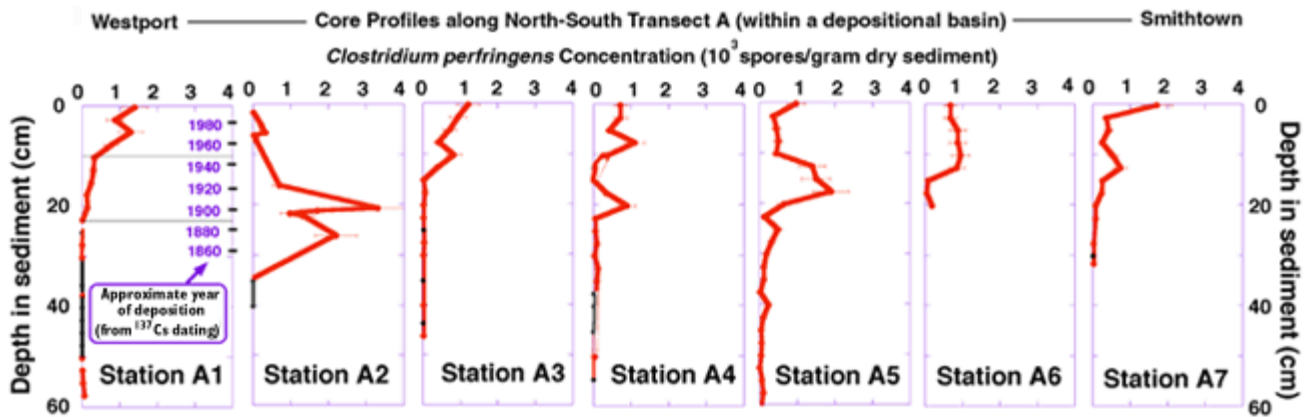 Westport Core Profiles along North-South Transect A (within a depositional basin) Smithtown
Clostridium perfringens Concentration (10³ spores/gram dry sediment)
0 1 2 3 4 0 1 2 3 4 0 1 2 3 4 0 1 2 3 4 0 1 2 3 4 0 1 2 3 4 0 1 2 3 4
Depth in sediment (cm)
0
20
40
60
1980
1960
1940
1920
1900
1880
1860
Approximate year
of deposition
(from ¹³⁷Cs dating)
Station A1 Station A2 Station A3 Station A4 Station A5 Station A6 Station A7
0
20
40
60
Depth in sediment (cm)